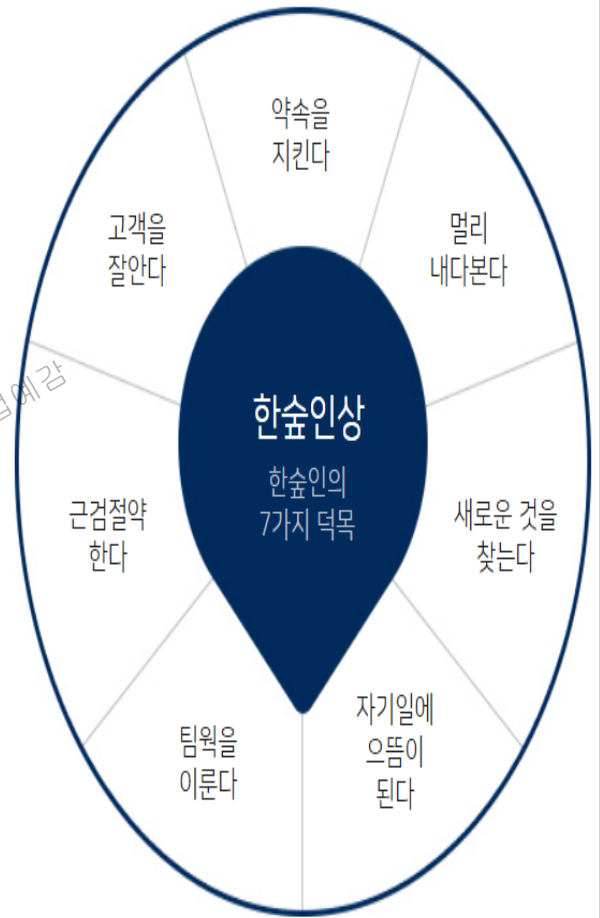 약속을
지킨다
멀리
내다본다
새로운 것을
찾는다
자기일에
으뜸이
된다
팀웍을
이룬다
근검절약
한다
고객을
잘안다
한숲인상
한숲인의
7가지 덕목
예감